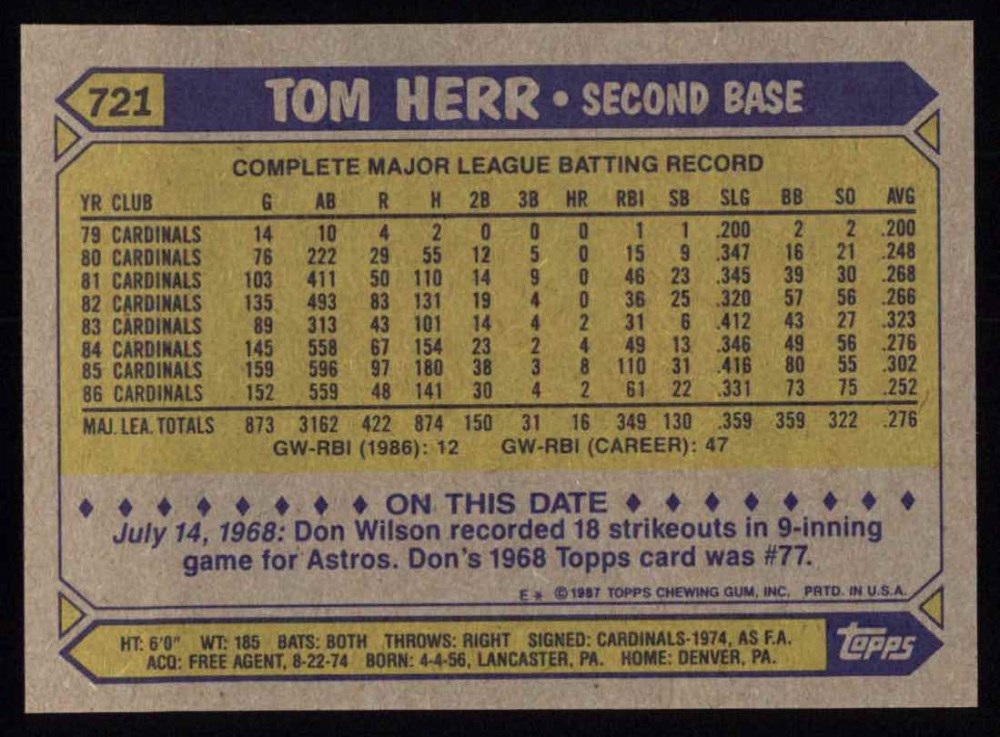 721 TOM HERR • SECOND BASE
COMPLETE MAJOR LEAGUE BATTING RECORD
YR CLUB G AB R H 2B 3B HR RBI SB SLG BB SO AVG
79 CARDINALS 14 10 4 2 0 0 0 1 1 .200 2 2 .200
80 CARDINALS 76 222 29 55 12 5 0 15 9 .347 16 21 .248
81 CARDINALS 103 411 50 110 14 9 0 46 23 .345 39 30 .268
82 CARDINALS 135 493 83 131 19 4 0 36 25 .320 57 56 .266
83 CARDINALS 89 313 43 101 14 4 2 31 6 .412 43 27 .323
84 CARDINALS 145 558 67 154 23 2 4 49 13 .346 49 56 .276
85 CARDINALS 159 596 97 180 38 3 8 110 31 .416 80 55 .302
86 CARDINALS 152 559 48 141 30 4 2 61 22 .331 73 75 .252
MAJ. LEA. TOTALS 873 3162 422 874 150 31 16 349 130 .359 359 322 .276
GW-RBI (1986): 12 GW-RBI (CAREER): 47
ON THIS DATE
July 14, 1968: Don Wilson recorded 18 strikeouts in 9-inning
game for Astros. Don's 1968 Topps card was #77.
E* ©1987 TOPPS CHEWING GUM, INC. PRTD. IN U.S.A.
HT: 6'0" WT: 185 BATS: BOTH THROWS: RIGHT SIGNED: CARDINALS-1974, AS F.A.
ACQ: FREE AGENT, 8-22-74 BORN: 4-4-56, LANCASTER, PA. HOME: DENVER, PA.
Topps